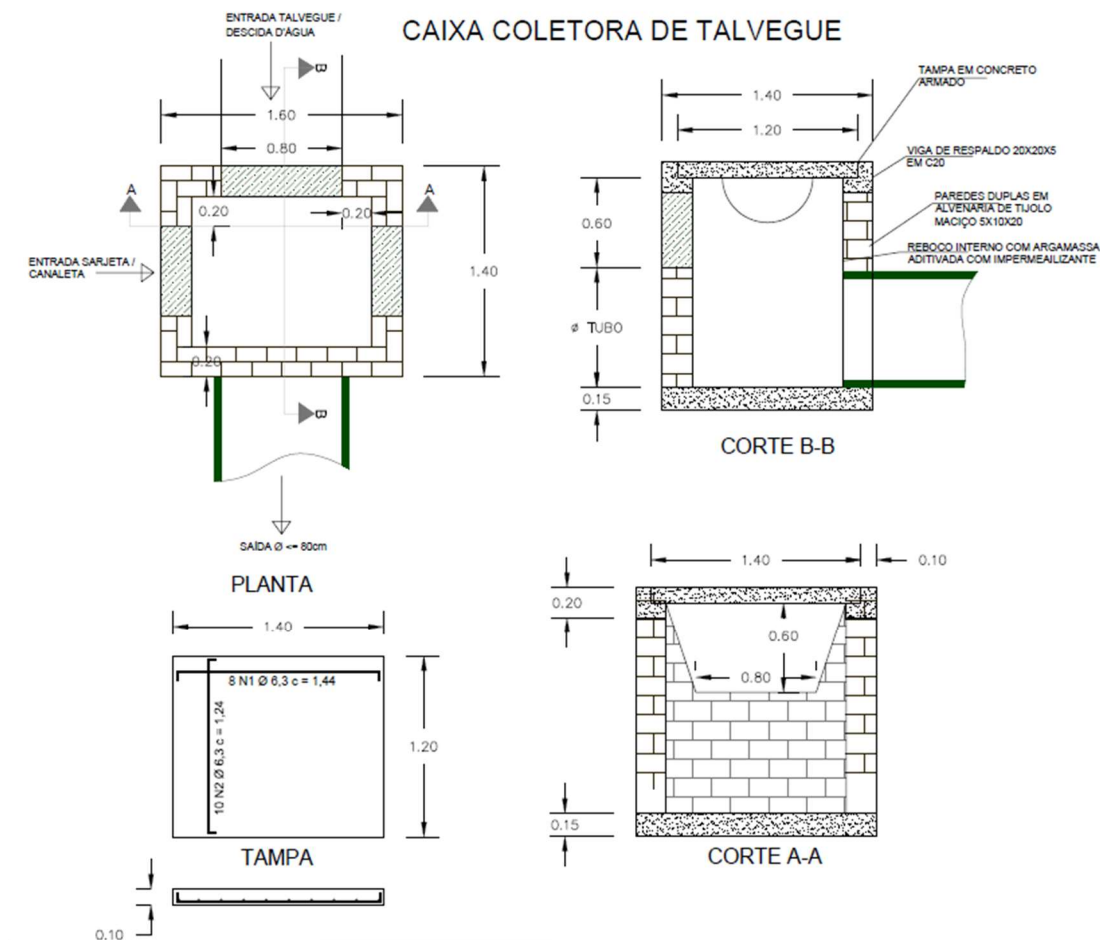 CAIXA COLETORA DE TALVEGUE
ENTRADA TALVEGUE /
DESCIDA D'ÁGUA
B
1.60
0.80
A
A
0.20
0.20
ENTRADA SARJETA /
CANALETA
1.40
0.20
B
SAÍDA Ø <= 80cm
PLANTA
1.40
1.20
TAMPA EM CONCRETO
ARMADO
VIGA DE RESPALDO 20X20X5
EM C20
PAREDES DUPLAS EM
ALVENARIA DE TIJOLO
MACIÇO 5X10X20
REBOCO INTERNO COM ARGAMASSA
ADITIVADA COM IMPERMEAILIZANTE
0.60
ø TUBO
0.15
CORTE B-B
1.40
8 N1 Ø 6,3 c = 1,44
10 N2 Ø 6,3 c = 1,24
1.20
TAMPA
0.10
1.40
0.10
0.20
0.60
0.80
0.15
CORTE A-A